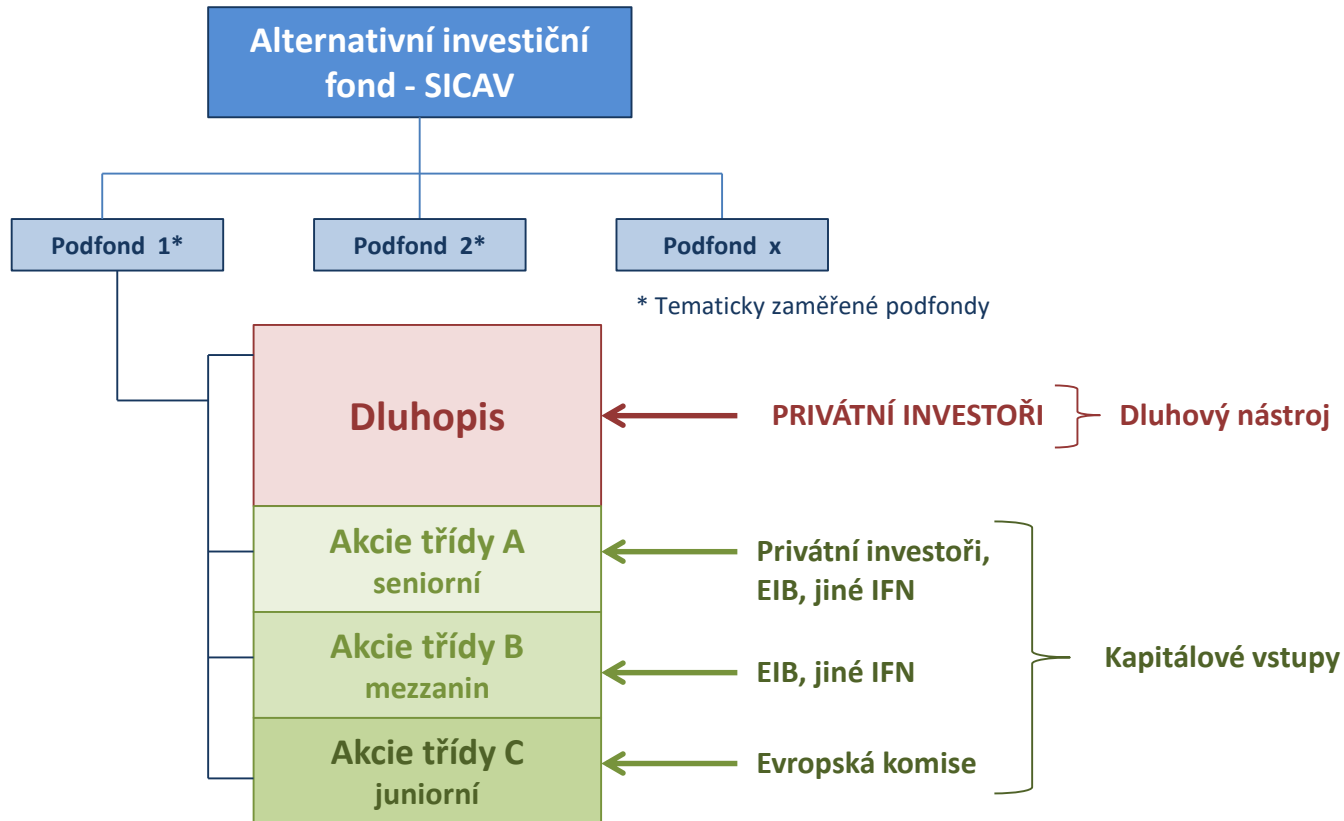 Alternativní investiční
fond - SICAV
Podfond 1*
Podfond 2*
Podfond x
* Tematicky zaměřené podfondy
Dluhopis
PRIVÁTNÍ INVESTOŘI
Dluhový nástroj
Akcie třídy A
seniorní
Privátní investoři,
EIB, jiné IFN
Akcie třídy B
mezzanin
EIB, jiné IFN
Kapitálové vstupy
Akcie třídy C
juniorní
Evropská komise